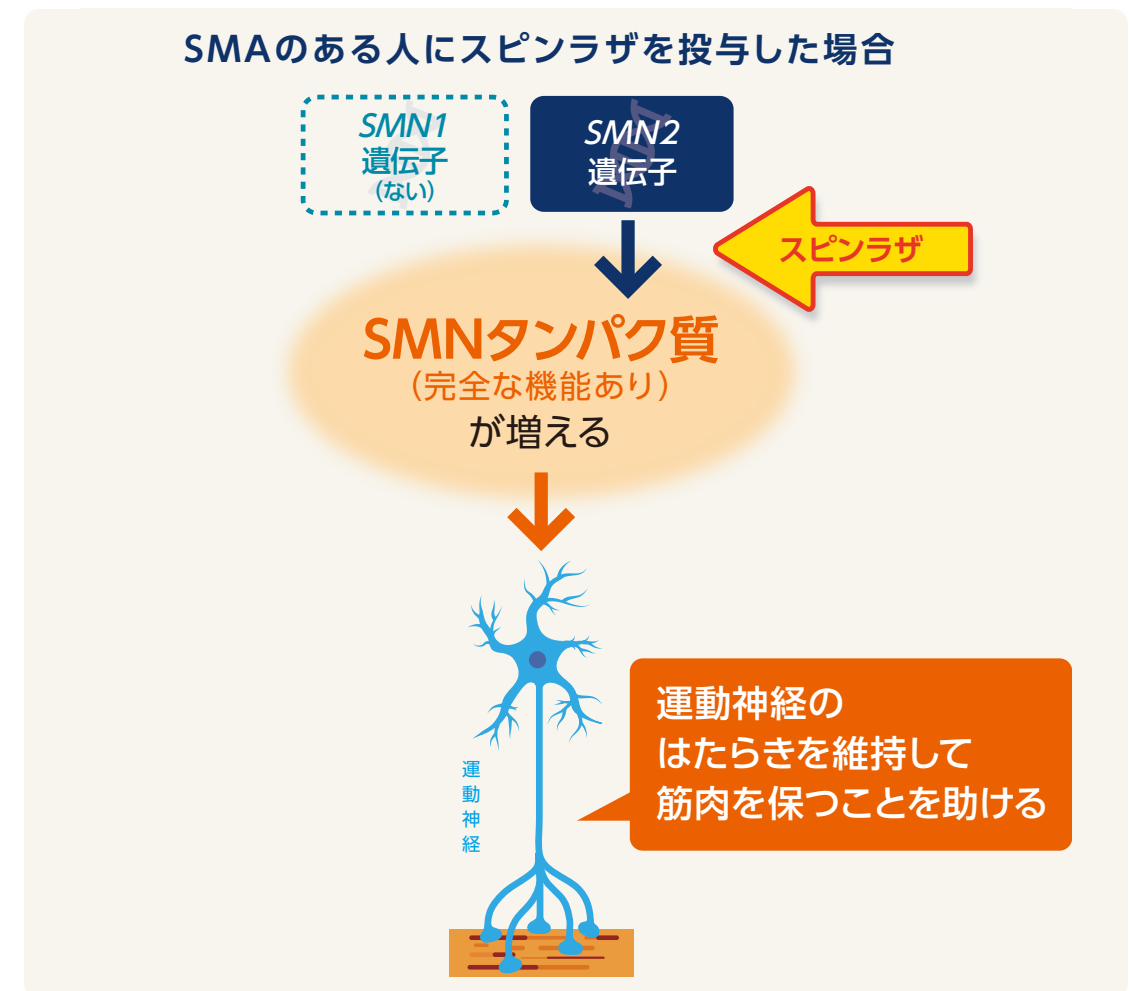 SMAのある人にスピンラザを投与した場合
SMN1
遺伝子
(ない)
SMN2
遺伝子
スピンラザ
SMNタンパク質
（完全な機能あり）
が増える
運動神経
運動神経の
はたらきを維持して
筋肉を保つことを助ける